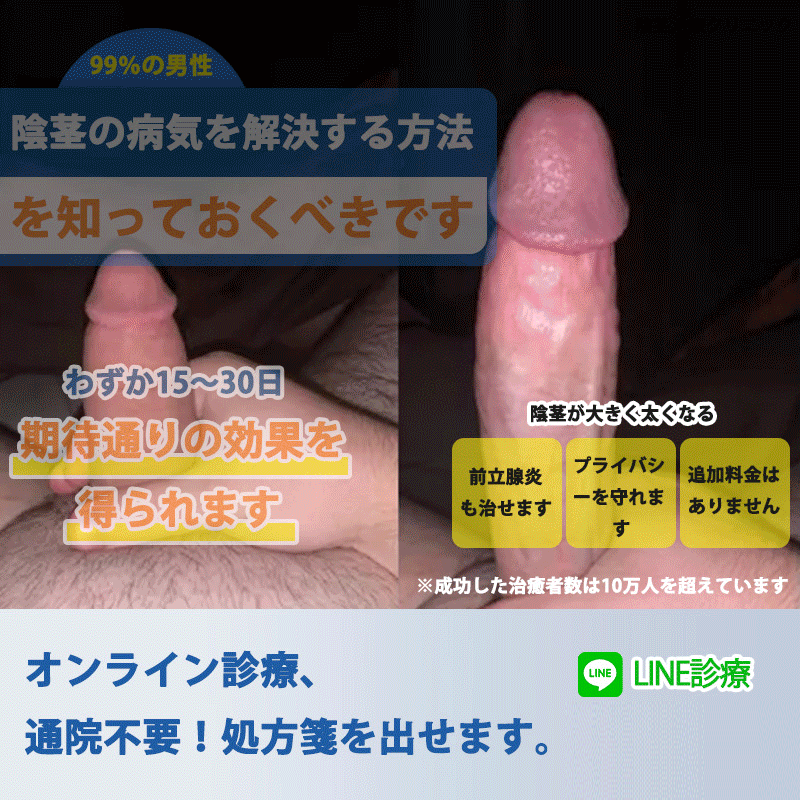 99%の男性
陰茎の病気を解決する方法
を知っておくべきです
わずか15～30日
期待通りの効果を
得られます
陰茎が大きく太くなる
前立腺炎
も治せます
プライバシ
ーを守れま
す
追加料金は
ありません
※成功した治癒者数は10万人を超えています
オンライン診療、
通院不要！処方箋を出せます。
LINE
LINE診療